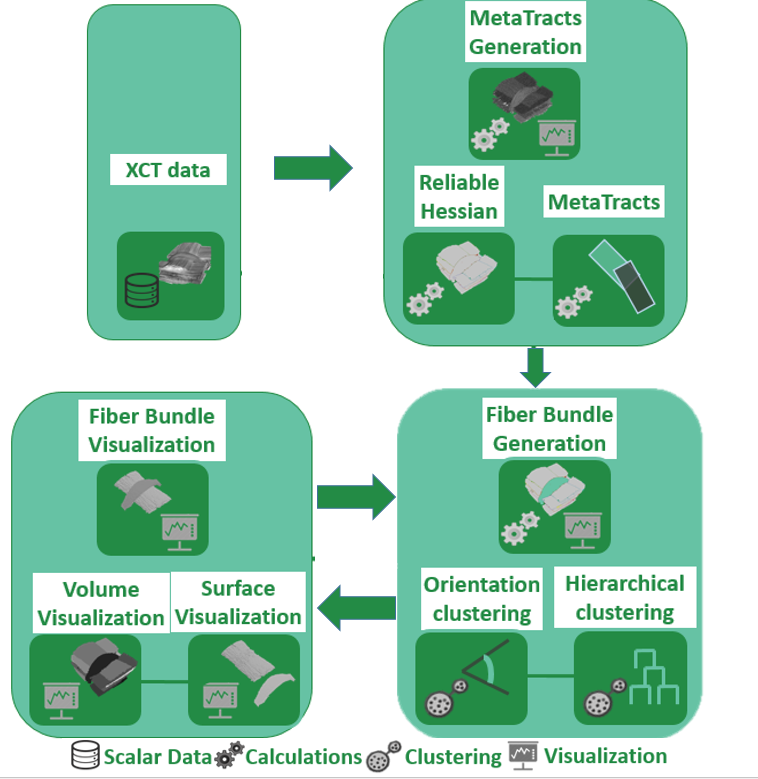 XCT data
MetaTracts
Generation
Reliable
Hessian
MetaTracts
Fiber Bundle
Visualization
Volume
Visualization
Surface
Visualization
Fiber Bundle
Generation
Orientation
clustering
Hierarchical
clustering
Scalar Data Calculations Clustering Visualization